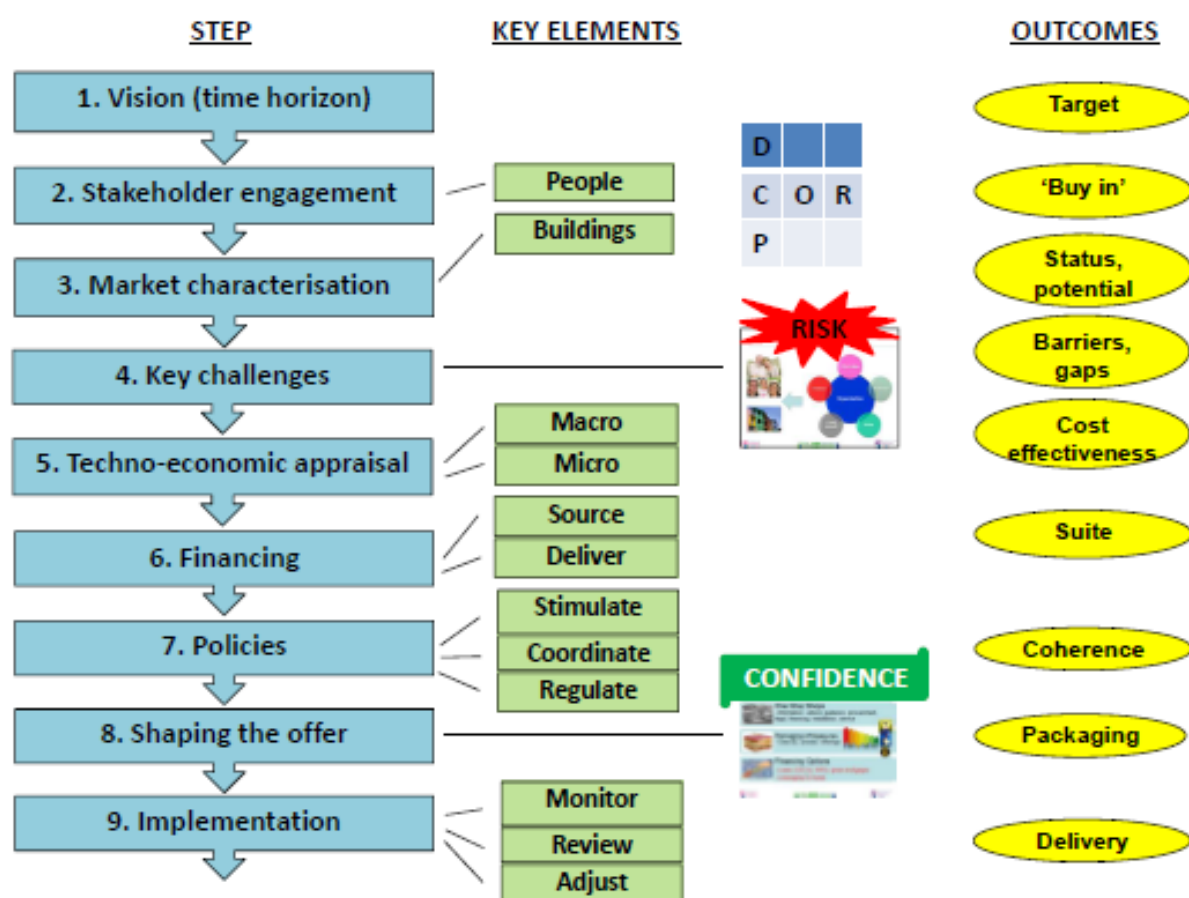 STEP
KEY ELEMENTS
OUTCOMES
1. Vision (time horizon)
Target
D
2. Stakeholder engagement
People
C O R
‘Buy in’
Buildings
P
3. Market characterisation
Status,
potential
RISK
4. Key challenges
Barriers,
gaps
Macro
5. Techno-economic appraisal
Micro
Cost
effectiveness
Source
6. Financing
Deliver
Suite
Stimulate
7. Policies
Coordinate
Regulate
Coherence
CONFIDENCE
8. Shaping the offer
Packaging
Monitor
9. Implementation
Review
Adjust
Delivery